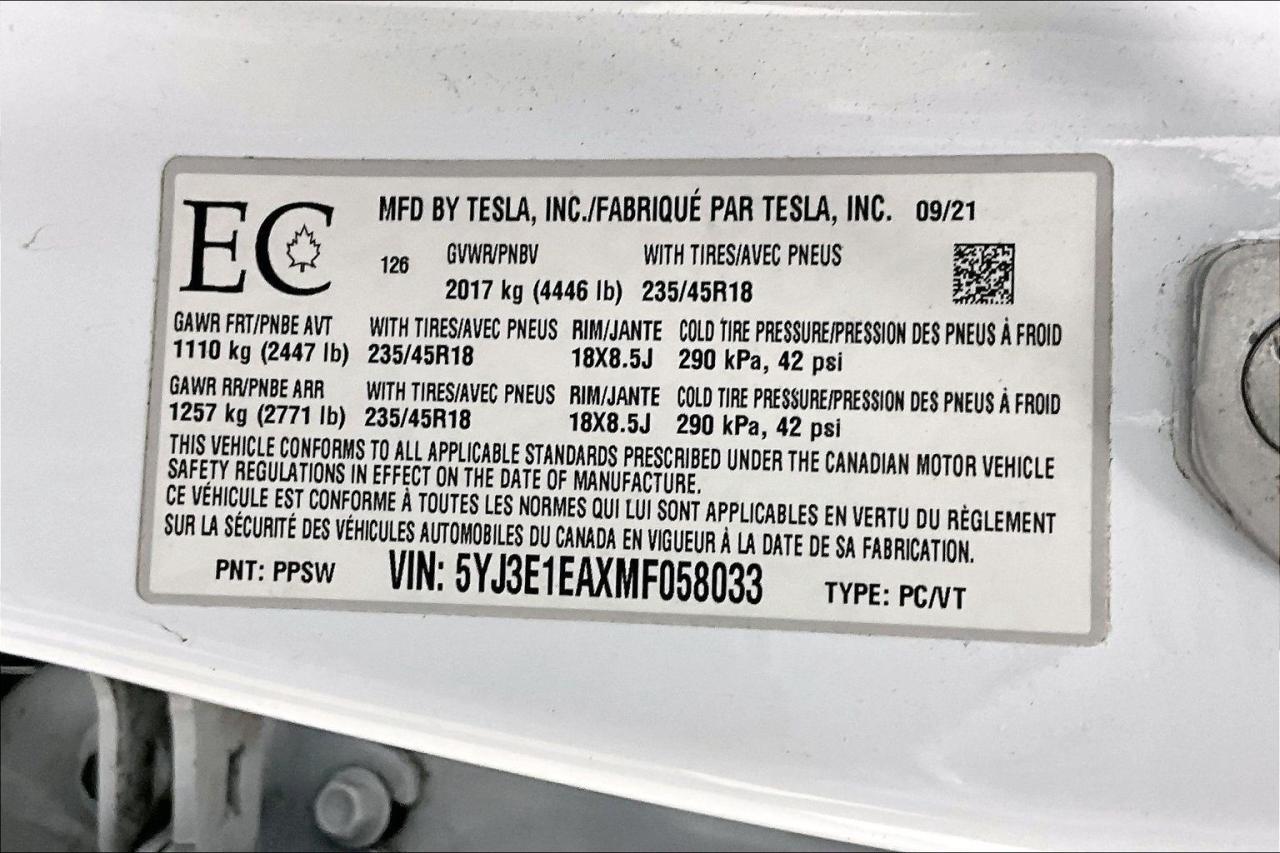 EC MFD BY TESLA, INC./FABRIQUÉ PAR TESLA, INC. 09/21
126 GVWR/PNBV WITH TIRES/AVEC PNEUS
2017 kg (4446 lb) 235/45R18
GAWR FRT/PNBE AVT WITH TIRES/AVEC PNEUS RIM/JANTE COLD TIRE PRESSURE/PRESSION DES PNEUS À FROID
1110 kg (2447 lb) 235/45R18 18X8.5J 290 kPa, 42 psi
GAWR RR/PNBE ARR WITH TIRES/AVEC PNEUS RIM/JANTE COLD TIRE PRESSURE/PRESSION DES PNEUS À FROID
1257 kg (2771 lb) 235/45R18 18X8.5J 290 kPa, 42 psi
THIS VEHICLE CONFORMS TO ALL APPLICABLE STANDARDS PRESCRIBED UNDER THE CANADIAN MOTOR VEHICLE
SAFETY REGULATIONS IN EFFECT ON THE DATE OF MANUFACTURE.
CE VÉHICULE EST CONFORME À TOUTES LES NORMES QUI LUI SONT APPLICABLES EN VERTU DU RÈGLEMENT
SUR LA SÉCURITÉ DES VÉHICULES AUTOMOBILES DU CANADA EN VIGUEUR À LA DATE DE SA FABRICATION.
PNT: PPSW VIN: 5YJ3E1EAXMF058033 TYPE: PC/VT